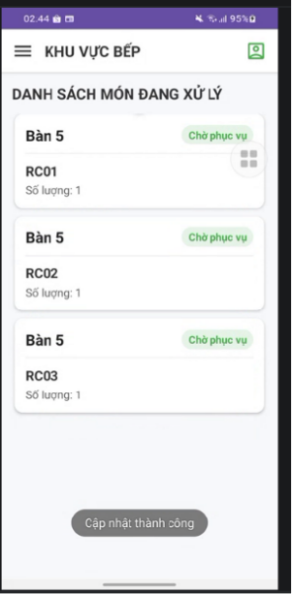 02.44 95%
KHU VỰC BẾP
DANH SÁCH MÓN ĐANG XỬ LÝ
Bàn 5 Chờ phục vụ
RC01
Số lượng: 1
Bàn 5 Chờ phục vụ
RC02
Số lượng: 1
Bàn 5 Chờ phục vụ
RC03
Số lượng: 1
Cập nhật thành công